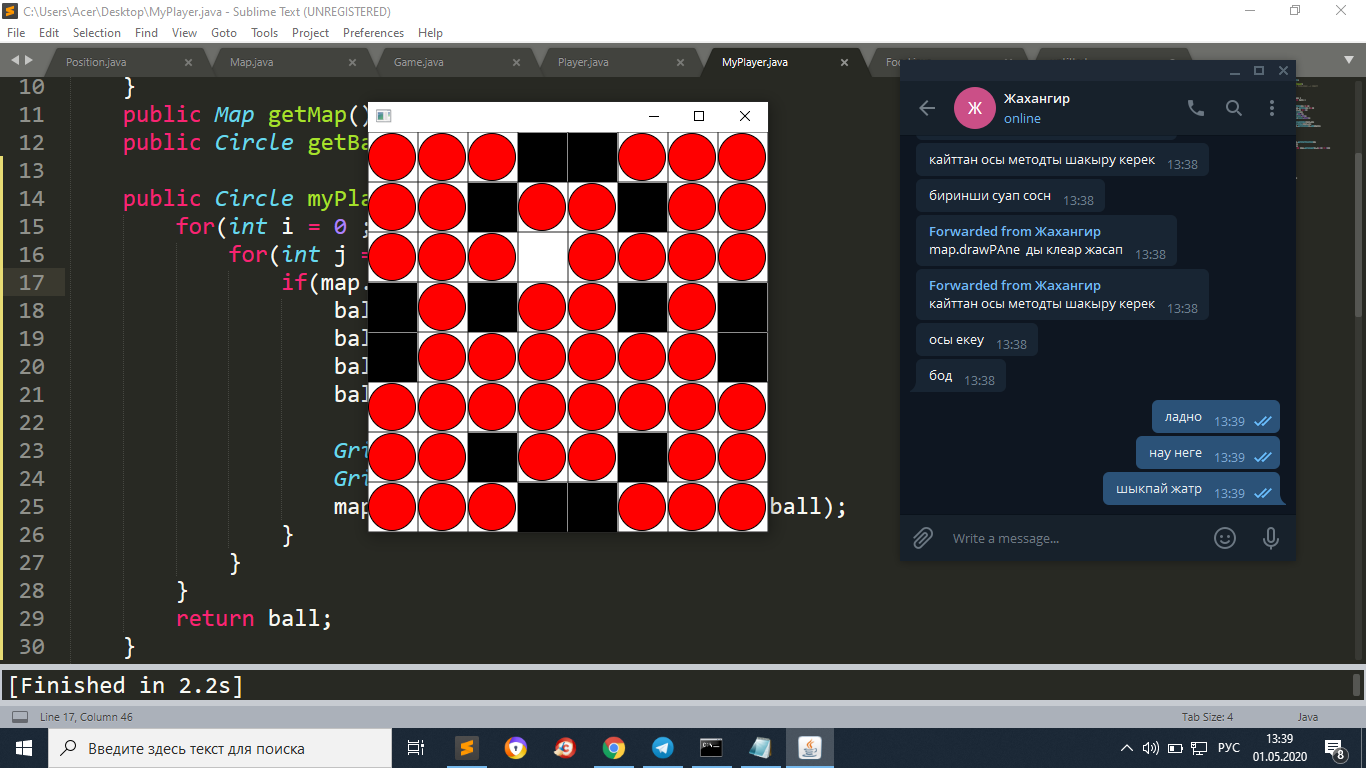 C:\Users\Acer\Desktop\MyPlayer.java - Sublime Text (UNREGISTERED)
File Edit Selection Find View Goto Tools Project Preferences Help
Position.java Map.java Game.java Player.java MyPlayer.java
10 }
11 public Map getMap()
12 public Circle getBa
13
14 public Circle myPla
15 for(int i = 0 ;
16 for(int j =
17 if(map.
18 bal
19 bal
20 bal
21 bal
22
23 Gri
24 Gri
25 map ball);
26 }
27 }
28 }
29 return ball;
30 }
[Finished in 2.2s]
Line 17, Column 46 Tab Size: 4 Java
Ж
Жахангир
online
кайттан осы методты шакыру керек 13:38
биринши суап сосн 13:38
Forwarded from Жахангир
map.drawPAne ды клеар жасап 13:38
Forwarded from Жахангир
кайттан осы методты шакыру керек 13:38
осы екеу 13:38
бод 13:38
ладно 13:39
нау неге 13:39
шыкпай жатр 13:39
Write a message...
Введите здесь текст для поиска
РУС
13:39
01.05.2020
8